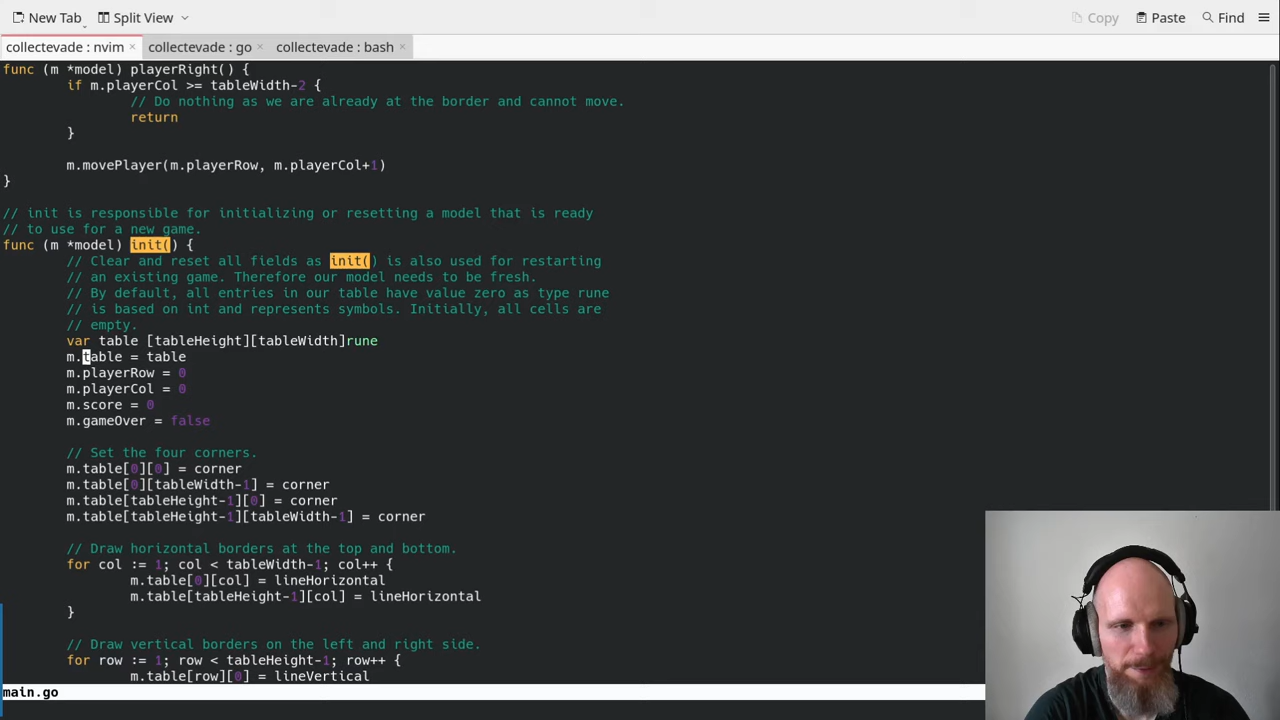 New Tab Split View Copy Paste Find
collectevade : nvim × collectevade : go × collectevade : bash ×
func (m *model) playerRight() {
if m.playerCol >= tableWidth-2 {
// Do nothing as we are already at the border and cannot move.
return
}
m.movePlayer(m.playerRow, m.playerCol+1)
}
// init is responsible for initializing or resetting a model that is ready
// to use for a new game.
func (m *model) init() {
// Clear and reset all fields as init() is also used for restarting
// an existing game. Therefore our model needs to be fresh.
// By default, all entries in our table have value zero as type rune
// is based on int and represents symbols. Initially, all cells are
// empty.
var table [tableHeight][tableWidth]rune
m.table = table
m.playerRow = 0
m.playerCol = 0
m.score = 0
m.gameOver = false
// Set the four corners.
m.table[0][0] = corner
m.table[0][tableWidth-1] = corner
m.table[tableHeight-1][0] = corner
m.table[tableHeight-1][tableWidth-1] = corner
// Draw horizontal borders at the top and bottom.
for col := 1; col < tableWidth-1; col++ {
m.table[0][col] = lineHorizontal
m.table[tableHeight-1][col] = lineHorizontal
}
// Draw vertical borders on the left and right side.
for row := 1; row < tableHeight-1; row++ {
m.table[row][0] = lineVertical
main.go